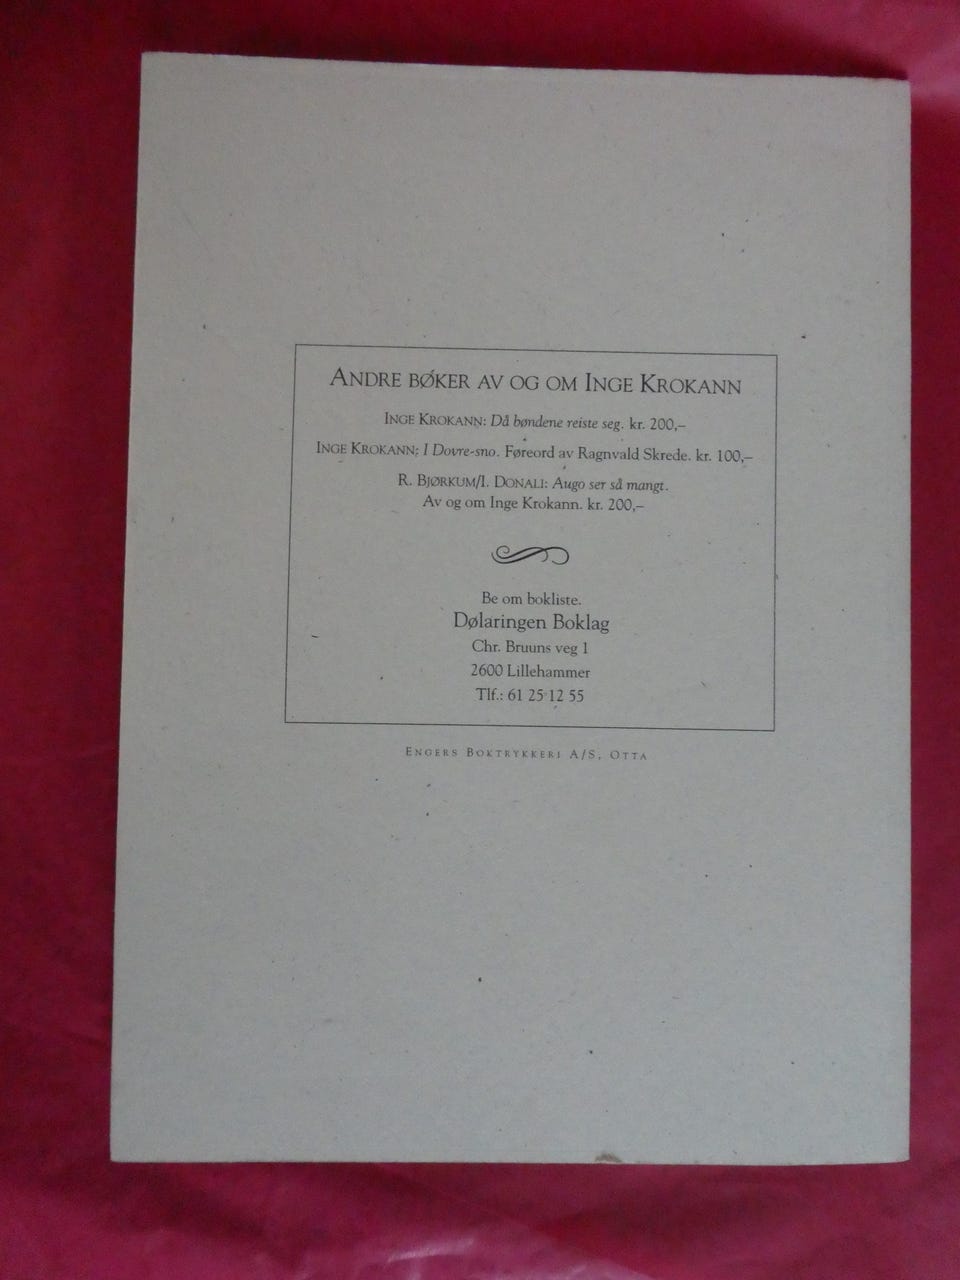 ANDRE BØKER AV OG OM INGE KROKANN
INGE KROKANN: Då bøndene reiste seg. kr. 200,–
INGE KROKANN: I Dovre-sno. Føreord av Ragnvald Skrede. kr. 100,–
R. BJØRKUM/I. DONALI: Augo ser så mangt.
Av og om Inge Krokann. kr. 200,–
Be om bokliste.
Dølaringen Boklag
Chr. Bruuns veg 1
2600 Lillehammer
Tlf.: 61 25 12 55
ENGERS BOKTRYKKERI A/S, OTTA